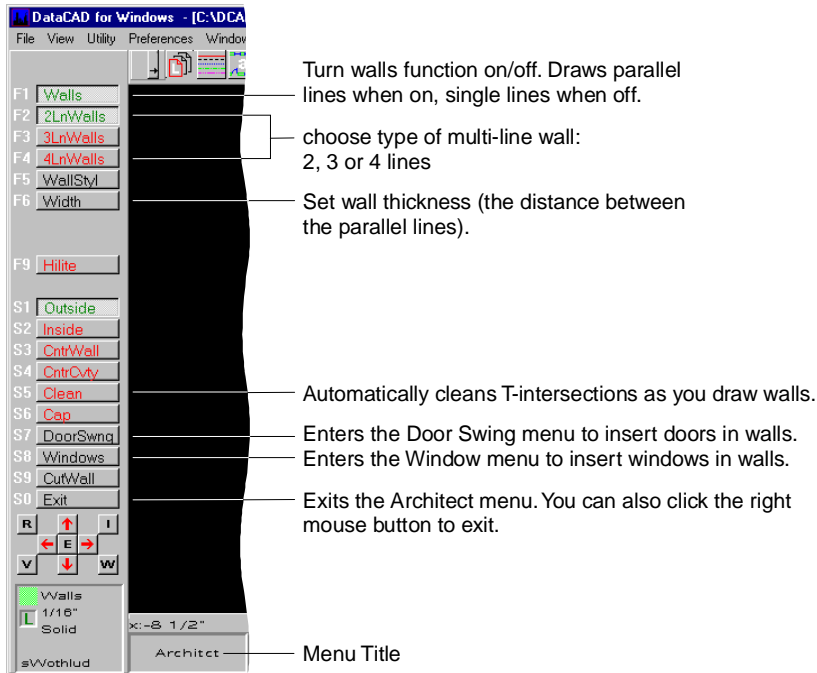 DataCAD for Windows - [C:\DCA
File View Utility Preferences Window
F1 Walls
F2 2LnWalls
F3 3LnWalls
F4 4LnWalls
F5 WallStyl
F6 Width
F9 Hilite
S1 Outside
S2 Inside
S3 CntrWall
S4 CntrCvty
S5 Clean
S6 Cap
S7 DoorSwng
S8 Windows
S9 CutWall
S0 Exit
R I
E
V W
Walls
L 1/16"
Solid
sWothlud
x:-8 1/2"
Architct
Turn walls function on/off. Draws parallel
lines when on, single lines when off.
choose type of multi-line wall:
2, 3 or 4 lines
Set wall thickness (the distance between
the parallel lines).
Automatically cleans T-intersections as you draw walls.
Enters the Door Swing menu to insert doors in walls.
Enters the Window menu to insert windows in walls.
Exits the Architect menu. You can also click the right
mouse button to exit.
Menu Title